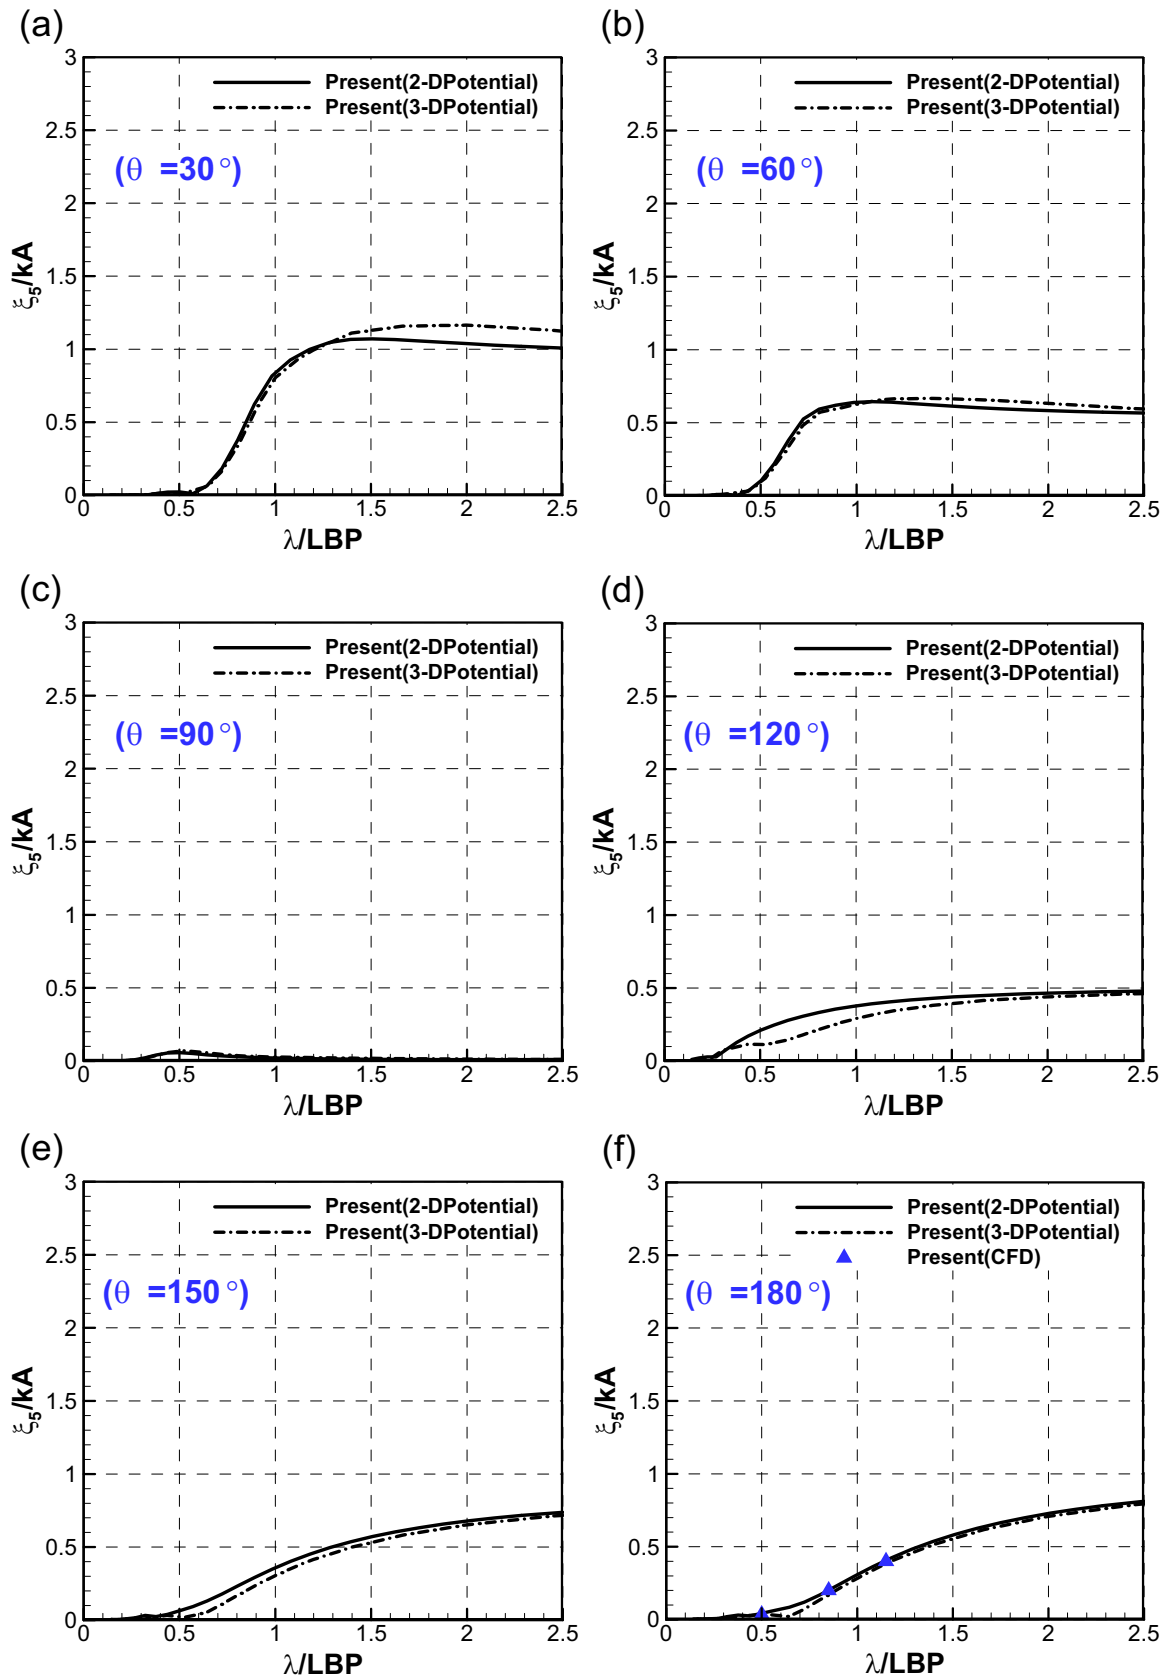 (a)
3
2.5
2
1.5
1
0.5
0
Present(2-DPotential)
Present(3-DPotential)
(θ =30°)
ξ5/kA
0 0.5 1 1.5 2 2.5
λ/LBP
(b)
3
2.5
2
1.5
1
0.5
0
Present(2-DPotential)
Present(3-DPotential)
(θ =60°)
ξ5/kA
0 0.5 1 1.5 2 2.5
λ/LBP
(c)
3
2.5
2
1.5
1
0.5
0
Present(2-DPotential)
Present(3-DPotential)
(θ =90°)
ξ5/kA
0 0.5 1 1.5 2 2.5
λ/LBP
(d)
3
2.5
2
1.5
1
0.5
0
Present(2-DPotential)
Present(3-DPotential)
(θ =120°)
ξ5/kA
0 0.5 1 1.5 2 2.5
λ/LBP
(e)
3
2.5
2
1.5
1
0.5
0
Present(2-DPotential)
Present(3-DPotential)
(θ =150°)
ξ5/kA
0 0.5 1 1.5 2 2.5
λ/LBP
(f)
3
2.5
2
1.5
1
0.5
0
Present(2-DPotential)
Present(3-DPotential)
Present(CFD)
(θ =180°)
ξ5/kA
0 0.5 1 1.5 2 2.5
λ/LBP